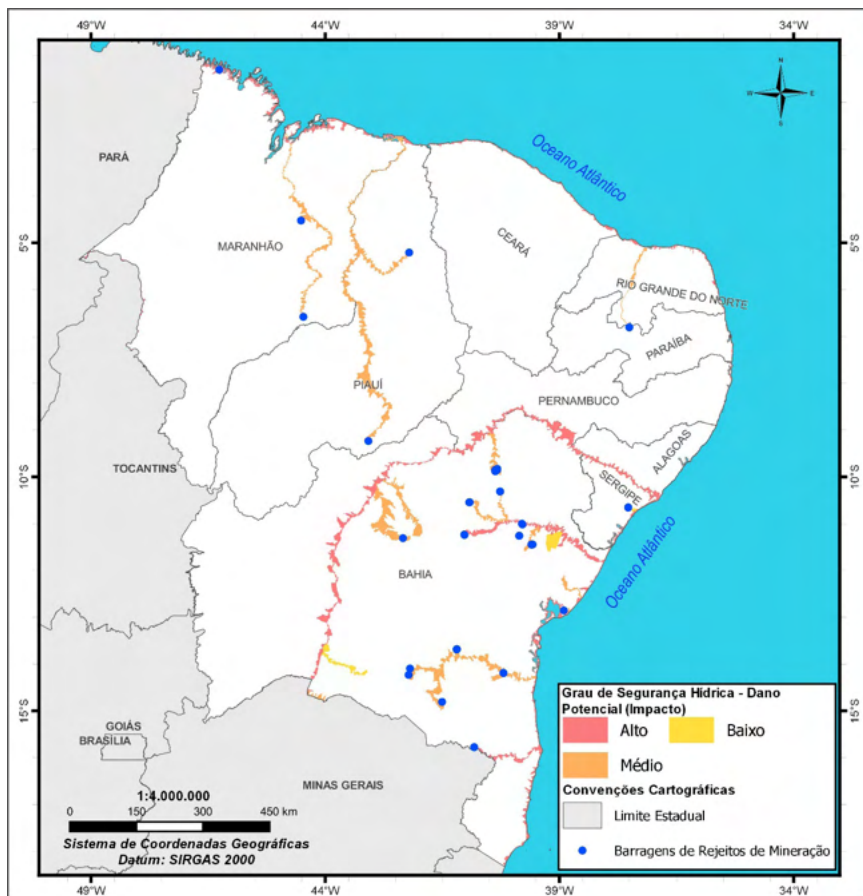 49°W 44°W 39°W 34°W
N
W E
S
PARÁ
Oceano Atlântico
5°S 5°S
MARANHÃO
CEARÁ
RIO GRANDE DO NORTE
PARAÍBA
PIAUÍ
PERNAMBUCO
ALAGOAS
TOCANTINS
10°S 10°S
SERGIPE
BAHIA
Oceano Atlântico
15°S 15°S
GOIÁS
BRASÍLIA
MINAS GERAIS
1:4.000.000
0 150 300 450 km
Sistema de Coordenadas Geográficas
Datum: SIRGAS 2000
Grau de Segurança Hídrica - Dano
Potencial (Impacto)
Alto Baixo
Médio
Convenções Cartográficas
Limite Estadual
Barragens de Rejeitos de Mineração
49°W 44°W 39°W 34°W